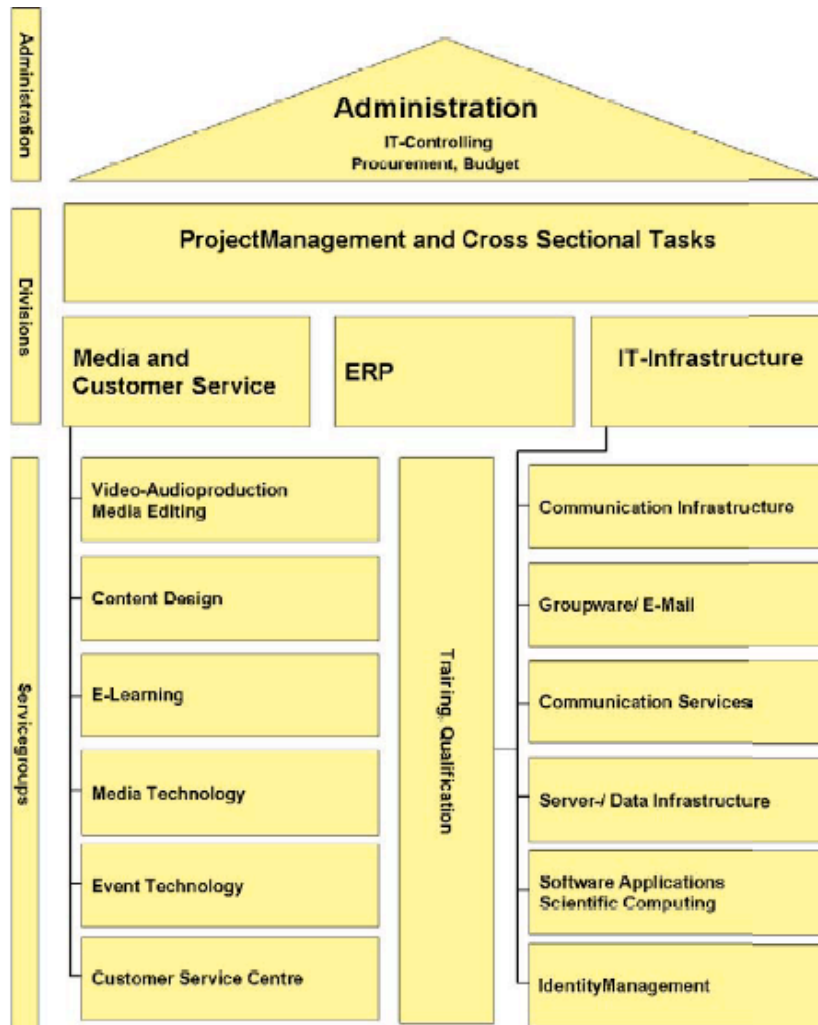 Administration
Administration
IT-Controlling
Procurement, Budget
Divisions
ProjectManagement and Cross Sectional Tasks
Media and
Customer Service
ERP
IT-Infrastructure
Servicegroups
Video-Audioproduction
Media Editing
Content Design
E-Learning
Media Technology
Event Technology
Customer Service Centre
Training, Qualification
Communication Infrastructure
Groupware/ E-Mail
Communication Services
Server-/ Data Infrastructure
Software Applications
Scientific Computing
IdentityManagement